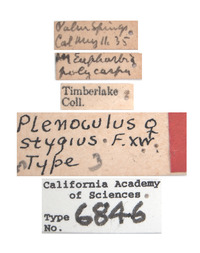 Palm Springs.
Cal May 11. 35
on Euphorbia
polycarpa
Timberlake
Coll.
Plenoculus ♀
stygius. F.xw.
Type 3
California Academy
of Sciences
Type
No. 6846